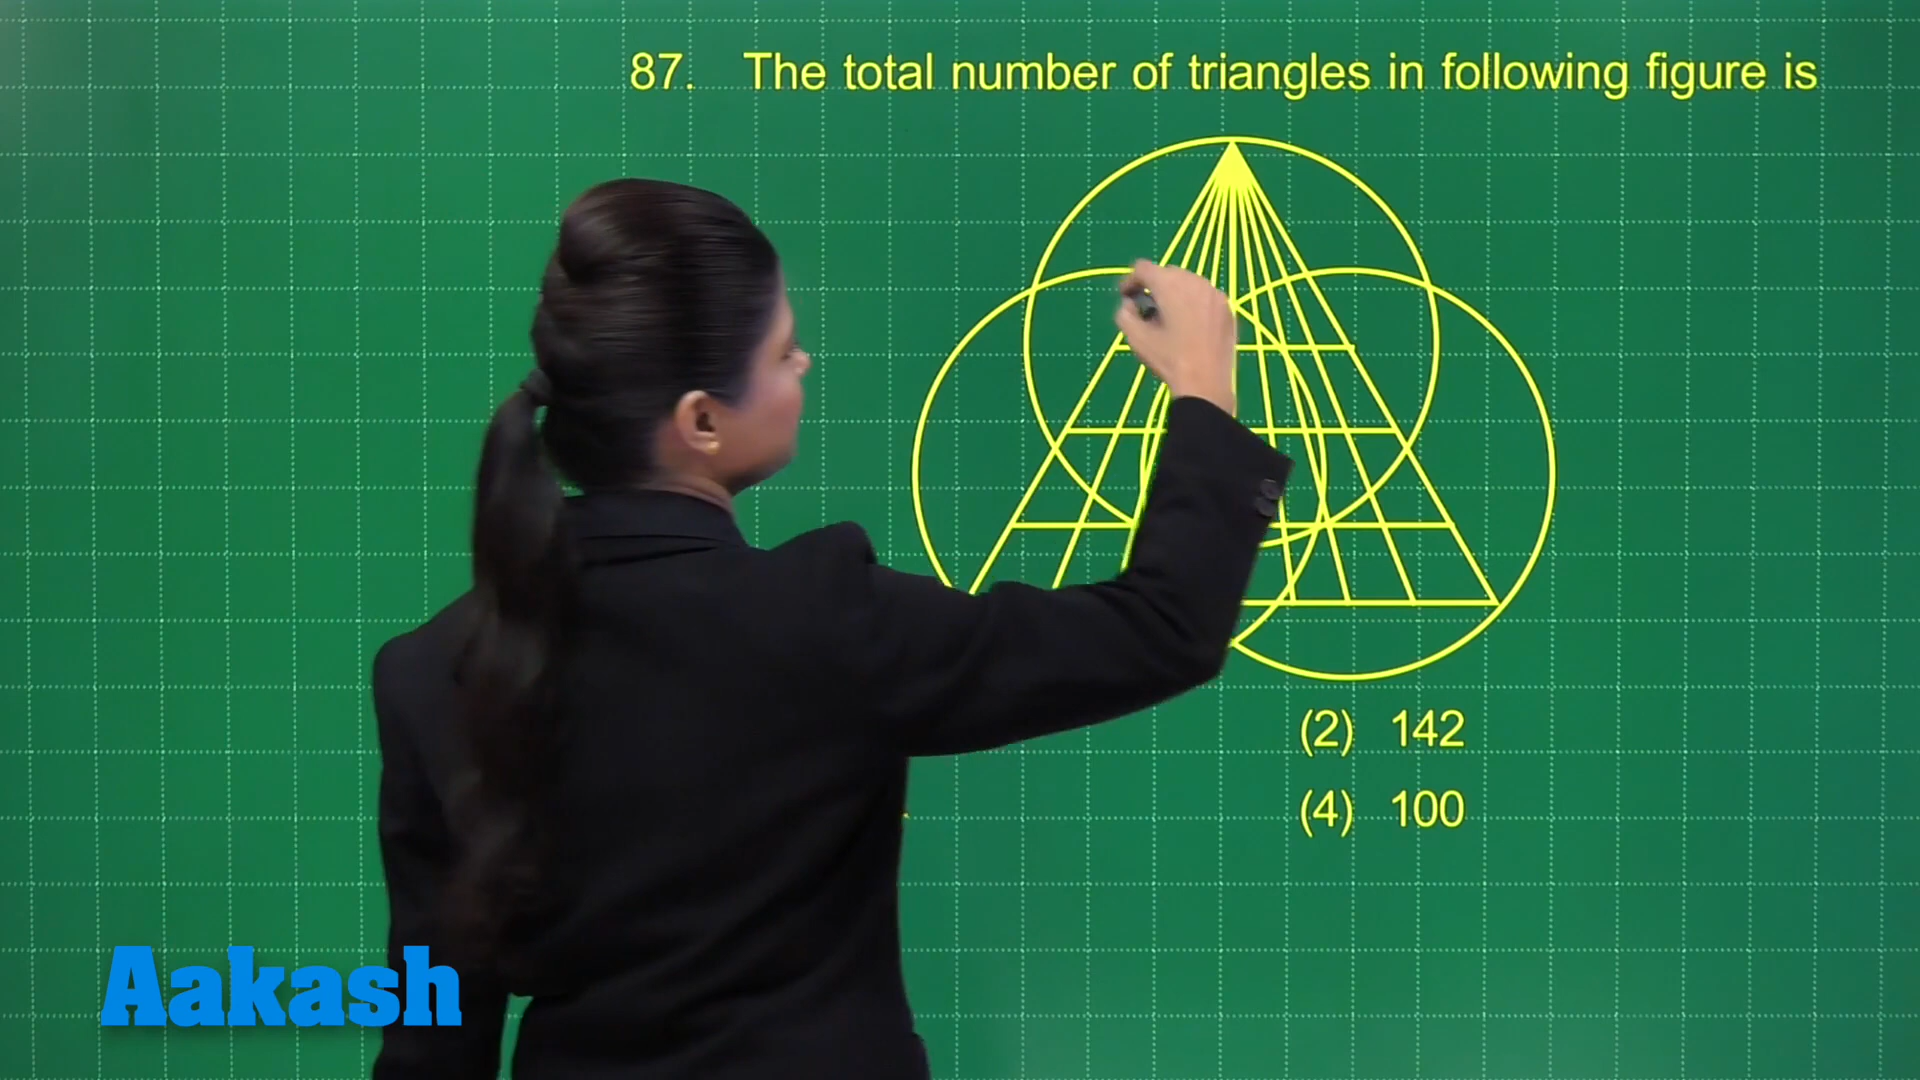 87. The total number of triangles in following figure is
(2) 142
(4) 100
Aakash